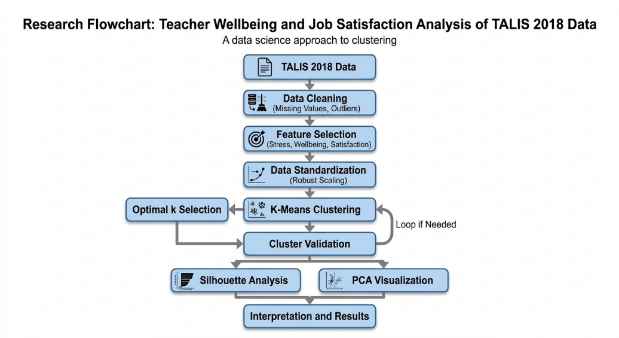 Research Flowchart: Teacher Wellbeing and Job Satisfaction Analysis of TALIS 2018 Data
A data science approach to clustering
TALIS 2018 Data
Data Cleaning
(Missing Values, Outliers)
Feature Selection
(Stress, Wellbeing, Satisfaction)
Data Standardization
(Robust Scaling)
Optimal k Selection
K-Means Clustering
Loop if Needed
Cluster Validation
Silhouette Analysis
PCA Visualization
Interpretation and Results